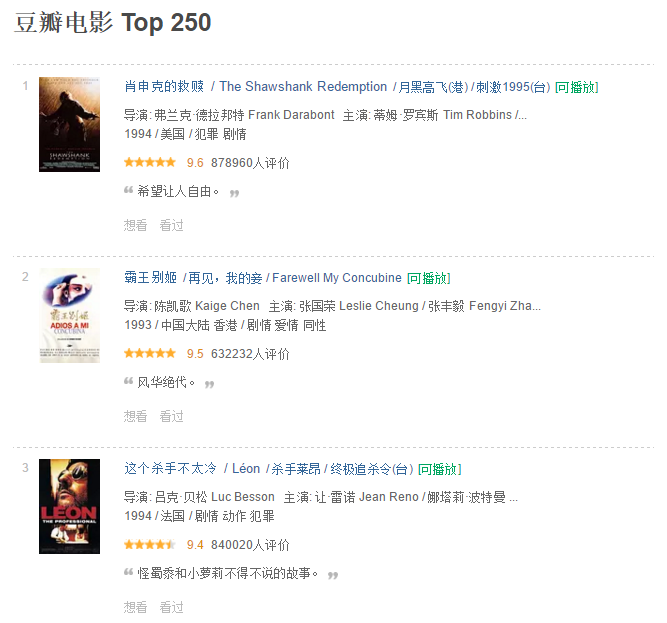 豆瓣电影 Top 250
1
肖申克的救赎 / The Shawshank Redemption / 月黑高飞(港) / 刺激1995(台) [可播放]
导演: 弗兰克·德拉邦特 Frank Darabont 主演: 蒂姆·罗宾斯 Tim Robbins /...
1994 / 美国 / 犯罪 剧情
9.6 878960人评价
“ 希望让人自由。 ”
想看 看过
2
霸王别姬 / 再见，我的妾 / Farewell My Concubine [可播放]
导演: 陈凯歌 Kaige Chen 主演: 张国荣 Leslie Cheung / 张丰毅 Fengyi Zha...
1993 / 中国大陆 香港 / 剧情 爱情 同性
霸王别姬
ADIOS A MI
CONCUBINA
9.5 632232人评价
“ 风华绝代。 ”
想看 看过
3
这个杀手不太冷 / Léon / 杀手莱昂 / 终极追杀令(台) [可播放]
导演: 吕克·贝松 Luc Besson 主演: 让·雷诺 Jean Reno / 娜塔莉·波特曼 ...
1994 / 法国 / 剧情 动作 犯罪
LEON
THE PROFESSIONAL
9.4 840020人评价
“ 怪蜀黍和小萝莉不得不说的故事。 ”
想看 看过